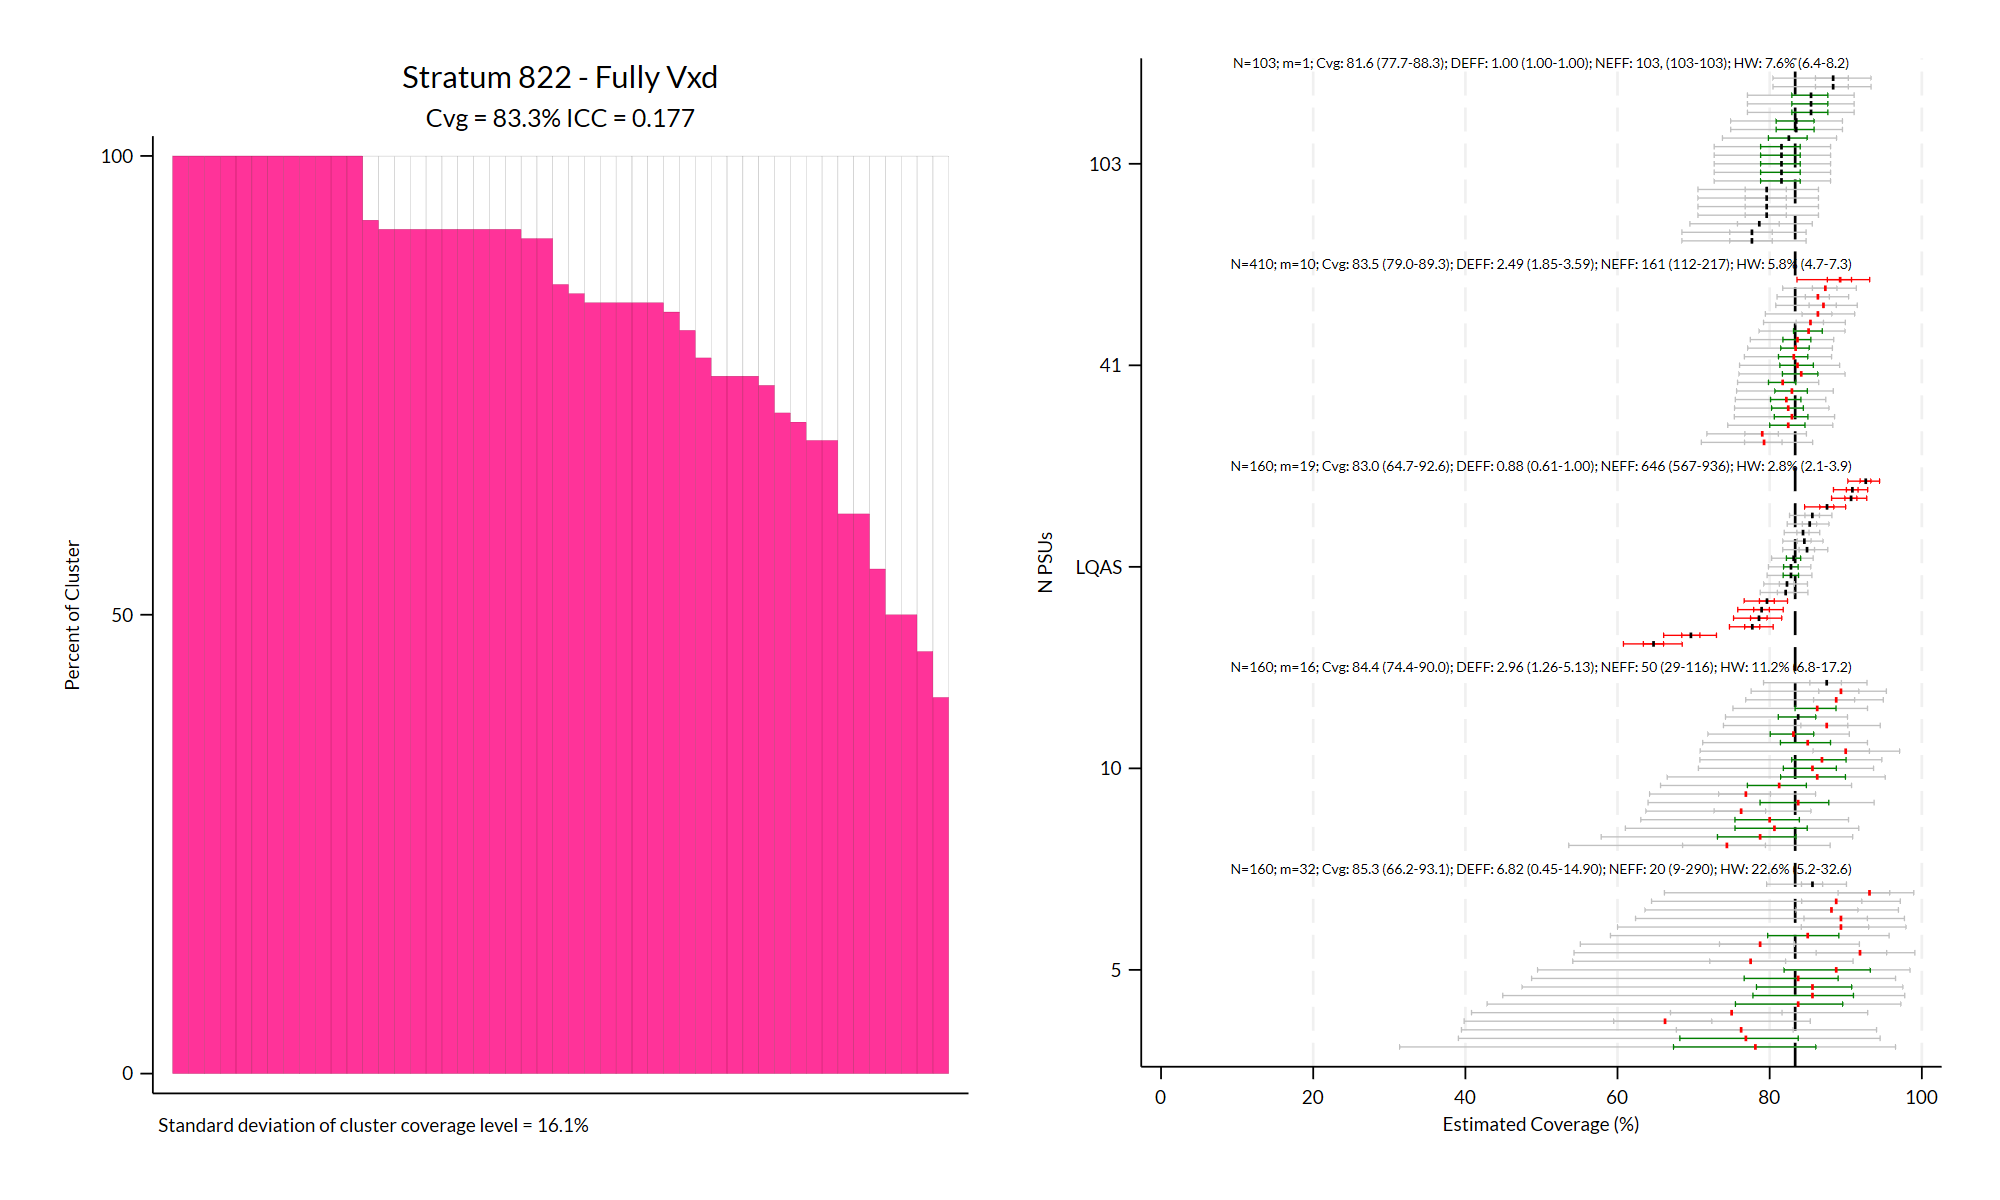 Stratum 822 - Fully Vxd
Cvg = 83.3% ICC = 0.177
100
50
0
Percent of Cluster
Standard deviation of cluster coverage level = 16.1%
N=103; m=1; Cvg: 81.6 (77.7-88.3); DEFF: 1.00 (1.00-1.00); NEFF: 103, (103-103); HW: 7.6% (6.4-8.2)
103
N=410; m=10; Cvg: 83.5 (79.0-89.3); DEFF: 2.49 (1.85-3.59); NEFF: 161 (112-217); HW: 5.8% (4.7-7.3)
41
N=160; m=19; Cvg: 83.0 (64.7-92.6); DEFF: 0.88 (0.61-1.00); NEFF: 646 (567-936); HW: 2.8% (2.1-3.9)
N PSUs
LQAS
N=160; m=16; Cvg: 84.4 (74.4-90.0); DEFF: 2.96 (1.26-5.13); NEFF: 50 (29-116); HW: 11.2% (6.8-17.2)
10
N=160; m=32; Cvg: 85.3 (66.2-93.1); DEFF: 6.82 (0.45-14.90); NEFF: 20 (9-290); HW: 22.6% (5.2-32.6)
5
0 20 40 60 80 100
Estimated Coverage (%)